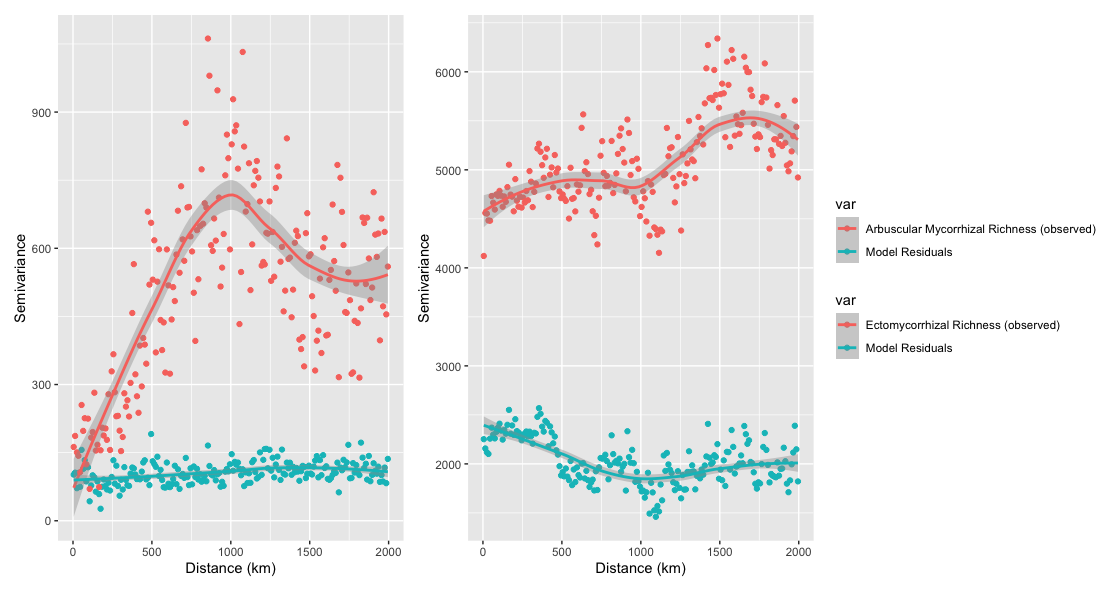 Semivariance
900
600
300
0
0 500 1000 1500 2000
Distance (km)
Semivariance
6000
5000
4000
3000
2000
0 500 1000 1500 2000
Distance (km)
var
Arbuscular Mycorrhizal Richness (observed)
Model Residuals
var
Ectomycorrhizal Richness (observed)
Model Residuals